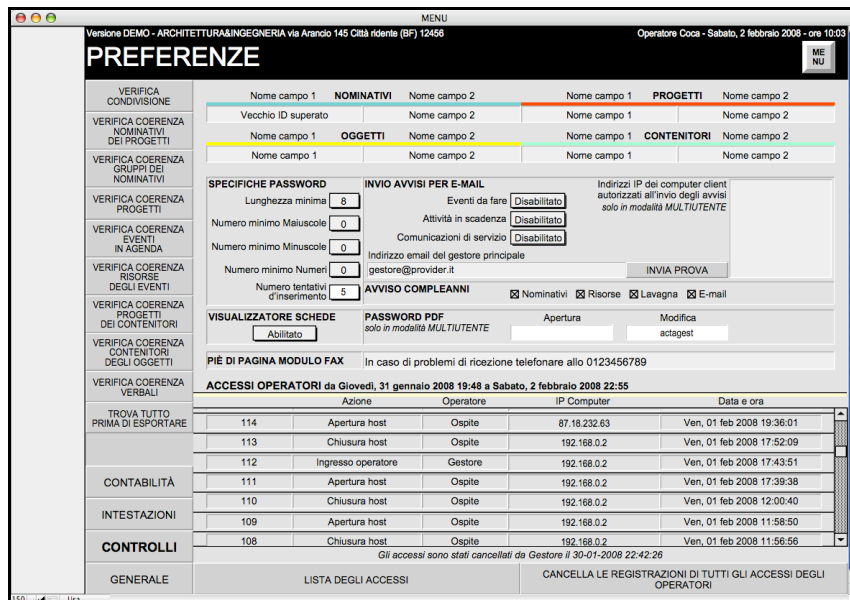 MENU
Versione DEMO - ARCHITETTURA&INGEGNERIA via Arancio 145 Città ridente (BF) 12456
Operatore Coca - Sabato, 2 febbraio 2008 - ore 10:03
PREFERENZE
ME
NU
VERIFICA
CONDIVISIONE
VERIFICA COERENZA
NOMINATIVI
DEI PROGETTI
VERIFICA COERENZA
GRUPPI DEI
NOMINATIVI
VERIFICA COERENZA
PROGETTI
VERIFICA COERENZA
EVENTI
IN AGENDA
VERIFICA COERENZA
RISORSE
DEGLI EVENTI
VERIFICA COERENZA
PROGETTI
DEI CONTENITORI
VERIFICA COERENZA
CONTENITORI
DEGLI OGGETTI
VERIFICA COERENZA
VERBALI
TROVA TUTTO
PRIMA DI ESPORTARE
CONTABILITÀ
INTESTAZIONI
CONTROLLI
GENERALE
Nome campo 1 NOMINATIVI Nome campo 2 Nome campo 1 PROGETTI Nome campo 2
Vecchio ID superato Nome campo 2 Nome campo 1 Nome campo 2
Nome campo 1 OGGETTI Nome campo 2 Nome campo 1 CONTENITORI Nome campo 2
Nome campo 1 Nome campo 2 Nome campo 1 Nome campo 2
SPECIFICHE PASSWORD
Lunghezza minima 8
Numero minimo Maiuscole 0
Numero minimo Minuscole 0
Numero minimo Numeri 0
Numero tentativi
d'inserimento 5
INVIO AVVISI PER E-MAIL
Eventi da fare Disabilitato
Attività in scadenza Disabilitato
Comunicazioni di servizio Disabilitato
Indirizzi IP dei computer client
autorizzati all'invio degli avvisi
solo in modalità MULTIUTENTE
Indirizzo email del gestore principale
gestore@provider.it INVIA PROVA
AVVISO COMPLEANNI Nominativi Risorse Lavagna E-mail
VISUALIZZATORE SCHEDE
Abilitato
PASSWORD PDF Apertura Modifica
solo in modalità MULTIUTENTE
actagest
PIÈ DI PAGINA MODULO FAX In caso di problemi di ricezione telefonare allo 0123456789
ACCESSI OPERATORI da Giovedì, 31 gennaio 2008 19:48 a Sabato, 2 febbraio 2008 22:55
Azione Operatore IP Computer Data e ora
114 Apertura host Ospite 87.18.232.63 Ven, 01 feb 2008 19:36:01
113 Chiusura host Ospite 192.168.0.2 Ven, 01 feb 2008 17:52:09
112 Ingresso operatore Gestore 192.168.0.2 Ven, 01 feb 2008 17:43:51
111 Apertura host Ospite 192.168.0.2 Ven, 01 feb 2008 17:39:38
110 Chiusura host Ospite 192.168.0.2 Ven, 01 feb 2008 12:00:40
109 Apertura host Ospite 192.168.0.2 Ven, 01 feb 2008 11:58:50
108 Chiusura host Ospite 192.168.0.2 Ven, 01 feb 2008 11:56:56
Gli accessi sono stati cancellati da Gestore il 30-01-2008 22:42:26
LISTA DEGLI ACCESSI
CANCELLA LE REGISTRAZIONI DI TUTTI GLI ACCESSI DEGLI
OPERATORI